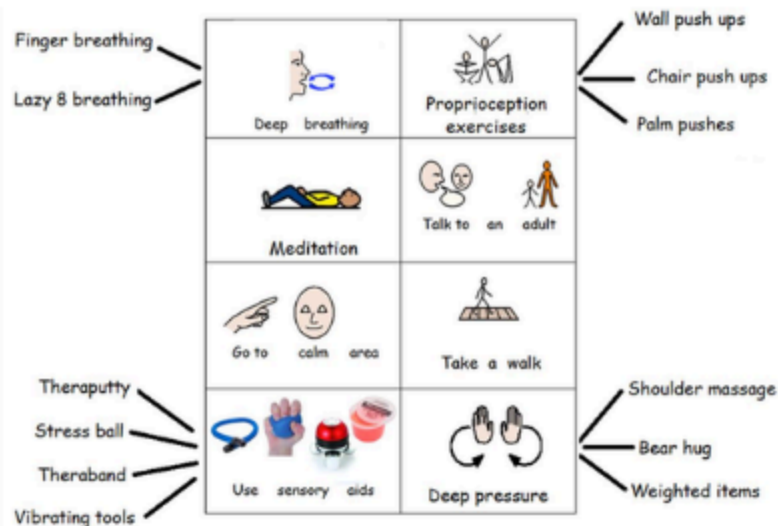 Finger breathing
Lazy 8 breathing
Deep breathing
Proprioception
exercises
Wall push ups
Chair push ups
Palm pushes
Meditation
Talk to an adult
Go to calm area
Take a walk
Theraputty
Stress ball
Theraband
Vibrating tools
Use sensory aids
Deep pressure
Shoulder massage
Bear hug
Weighted items